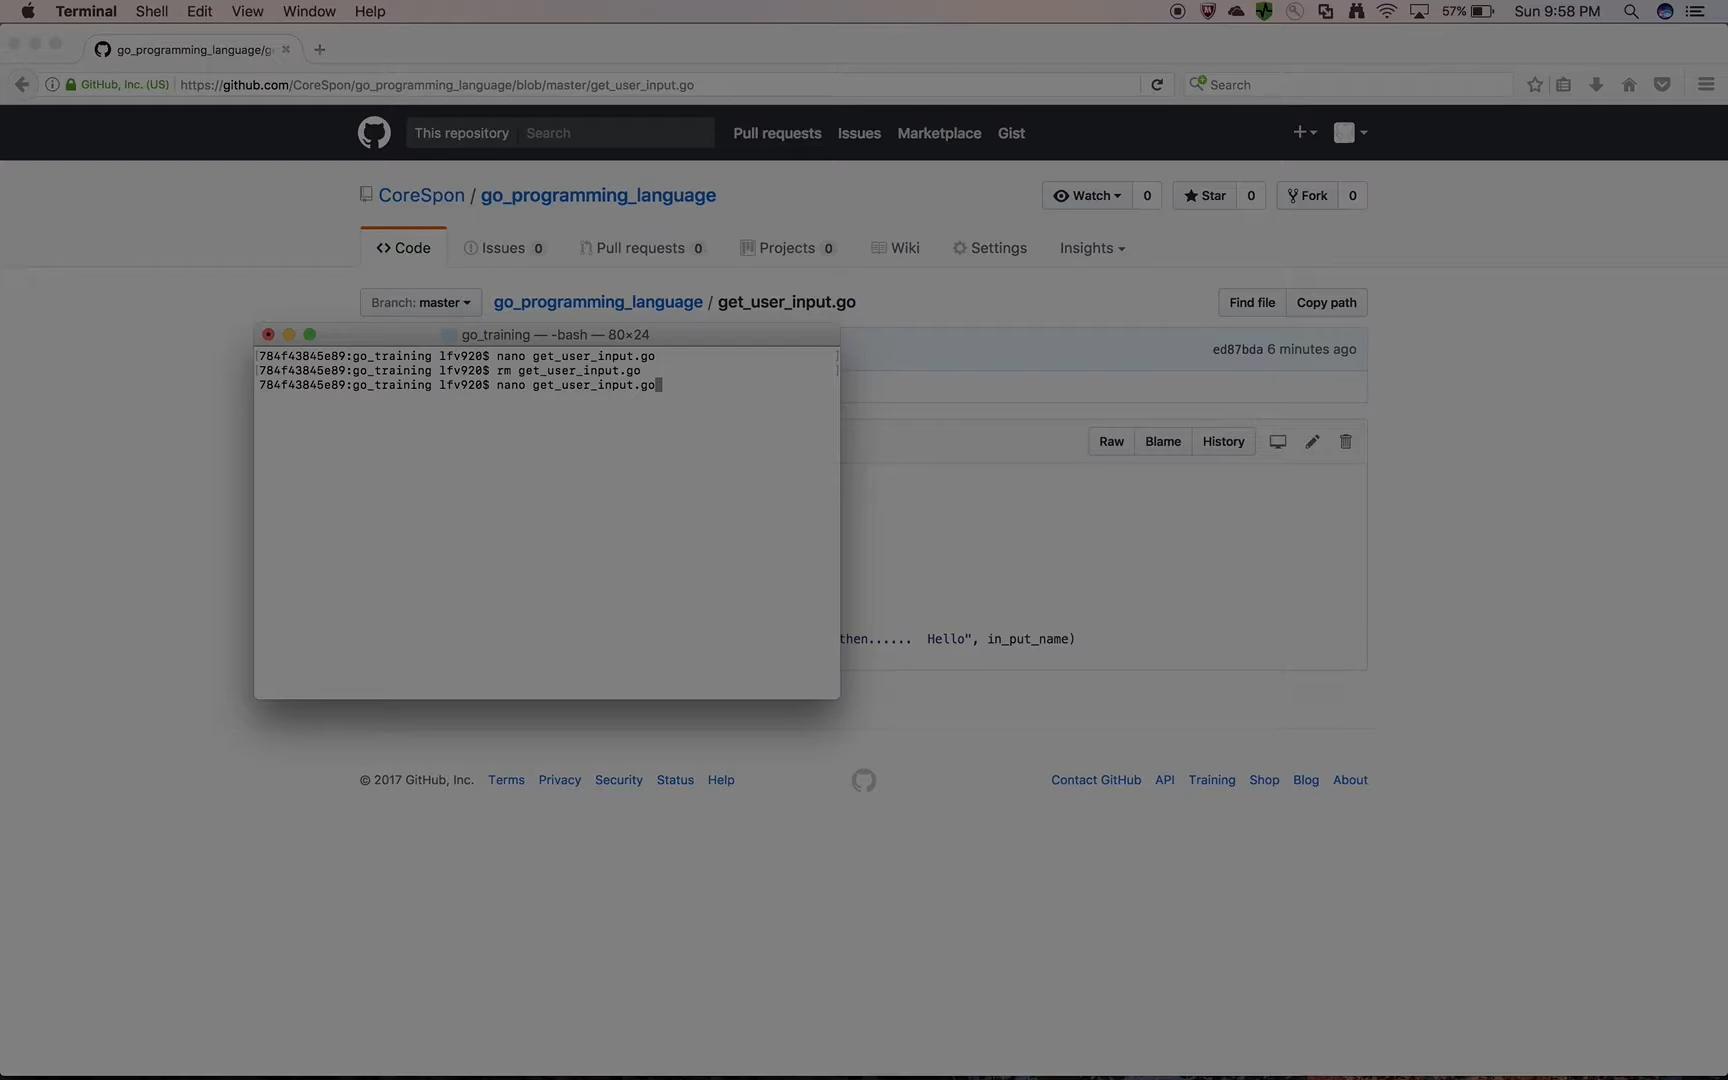 Terminal Shell Edit View Window Help 57% Sun 9:58 PM
go_programming_language/g
GitHub, Inc. (US) https://github.com/CoreSpon/go_programming_language/blob/master/get_user_input.go Search
This repository Search Pull requests Issues Marketplace Gist
CoreSpon / go_programming_language Watch 0 Star 0 Fork 0
<> Code Issues 0 Pull requests 0 Projects 0 Wiki Settings Insights
Branch: master go_programming_language / get_user_input.go Find file Copy path
go_training — -bash — 80×24
ed87bda 6 minutes ago
784f43845e89:go_training lfv920$ nano get_user_input.go
784f43845e89:go_training lfv920$ rm get_user_input.go
784f43845e89:go_training lfv920$ nano get_user_input.go
Raw Blame History
then...... Hello", in_put_name)
© 2017 GitHub, Inc. Terms Privacy Security Status Help Contact GitHub API Training Shop Blog About